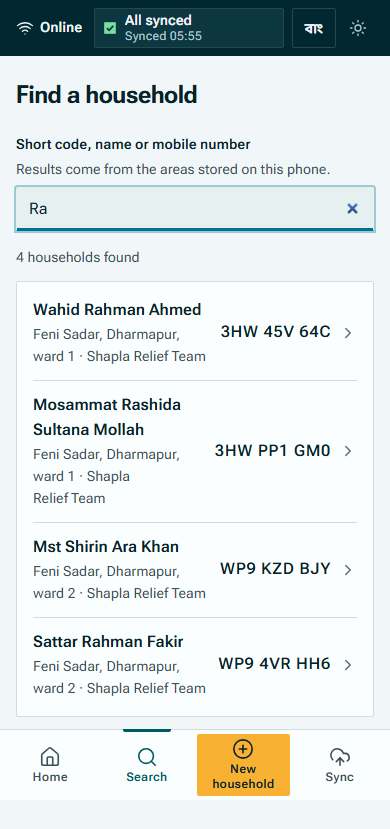 Online
All synced
Synced 05:55
বাং
Find a household
Short code, name or mobile number
Results come from the areas stored on this phone.
Ra
4 households found
Wahid Rahman Ahmed
Feni Sadar, Dharmapur,
ward 1 · Shapla Relief Team
3HW 45V 64C
Mosammat Rashida
Sultana Mollah
Feni Sadar, Dharmapur,
ward 1 · Shapla
Relief Team
3HW PP1 GM0
Mst Shirin Ara Khan
Feni Sadar, Dharmapur,
ward 2 · Shapla Relief Team
WP9 KZD BJY
Sattar Rahman Fakir
Feni Sadar, Dharmapur,
ward 2 · Shapla Relief Team
WP9 4VR HH6
Home
Search
New
household
Sync